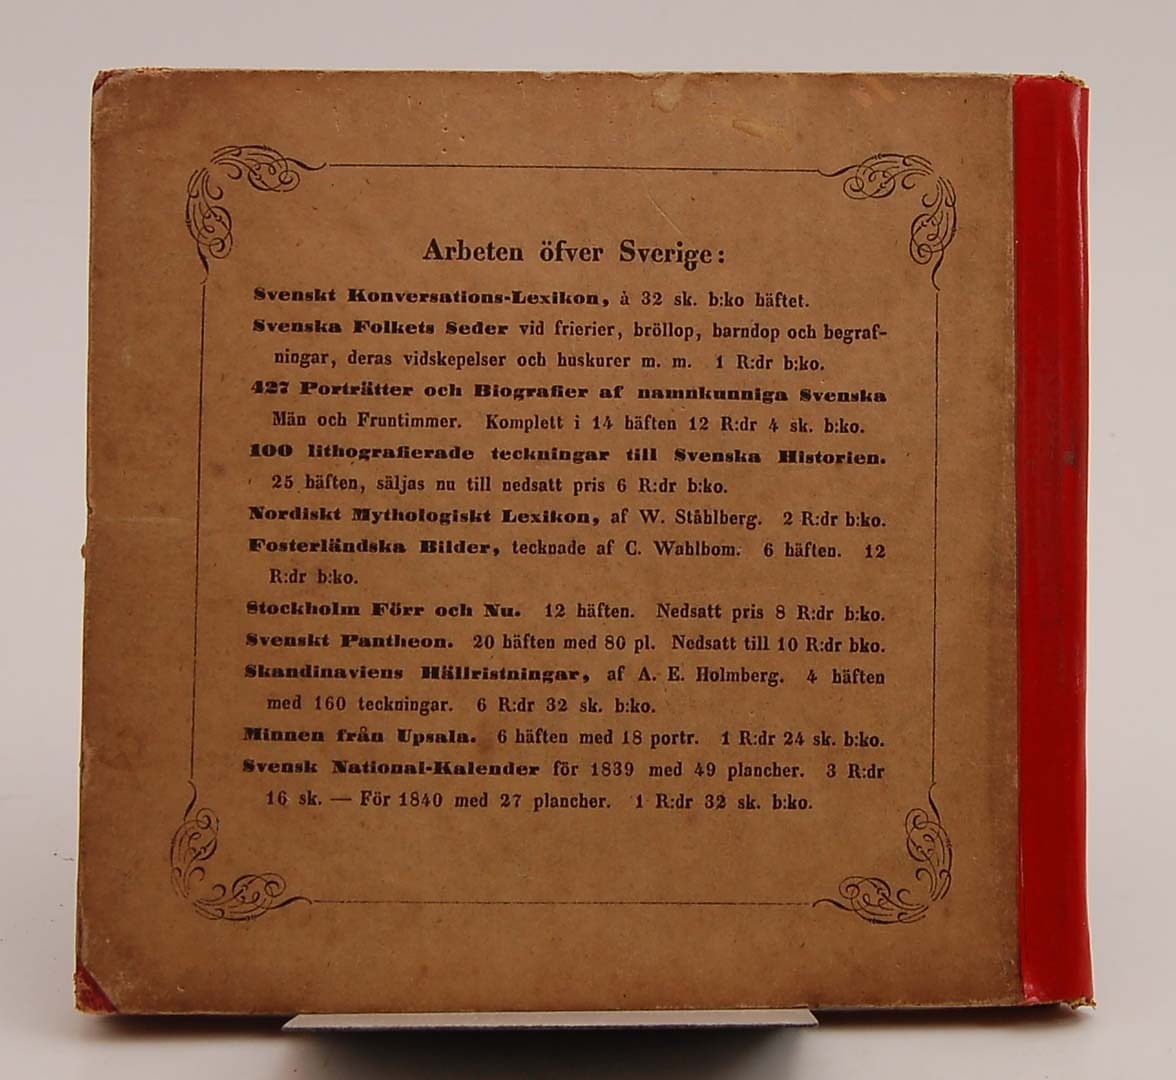 Arbeten öfver Sverige:
Svenskt Konversations-Lexikon, à 32 sk. b:ko häftet.
Svenska Folkets Seder vid frierier, bröllop, barndop och begraf-
ningar, deras vidskepelser och huskurer m. m. 1 R:dr b:ko.
427 Porträtter och Biografier af namnkunniga Svenska
Män och Fruntimmer. Komplett i 14 häften 12 R:dr 4 sk. b:ko.
100 lithografierade teckningar till Svenska Historien.
25 häften, säljas nu till nedsatt pris 6 R:dr b:ko.
Nordiskt Mythologiskt Lexikon, af W. Ståhlberg. 2 R:dr b:ko.
Fosterländska Bilder, tecknade af C. Wahlbom. 6 häften. 12
R:dr b:ko.
Stockholm Förr och Nu. 12 häften. Nedsatt pris 8 R:dr b:ko.
Svenskt Pantheon. 20 häften med 80 pl. Nedsatt till 10 R:dr bko.
Skandinaviens Hällristningar, af A. E. Holmberg. 4 häften
med 160 teckningar. 6 R:dr 32 sk. b:ko.
Minnen från Upsala. 6 häften med 18 portr. 1 R:dr 24 sk. b:ko.
Svensk National-Kalender för 1839 med 49 plancher. 3 R:dr
16 sk. — För 1840 med 27 plancher. 1 R:dr 32 sk. b:ko.